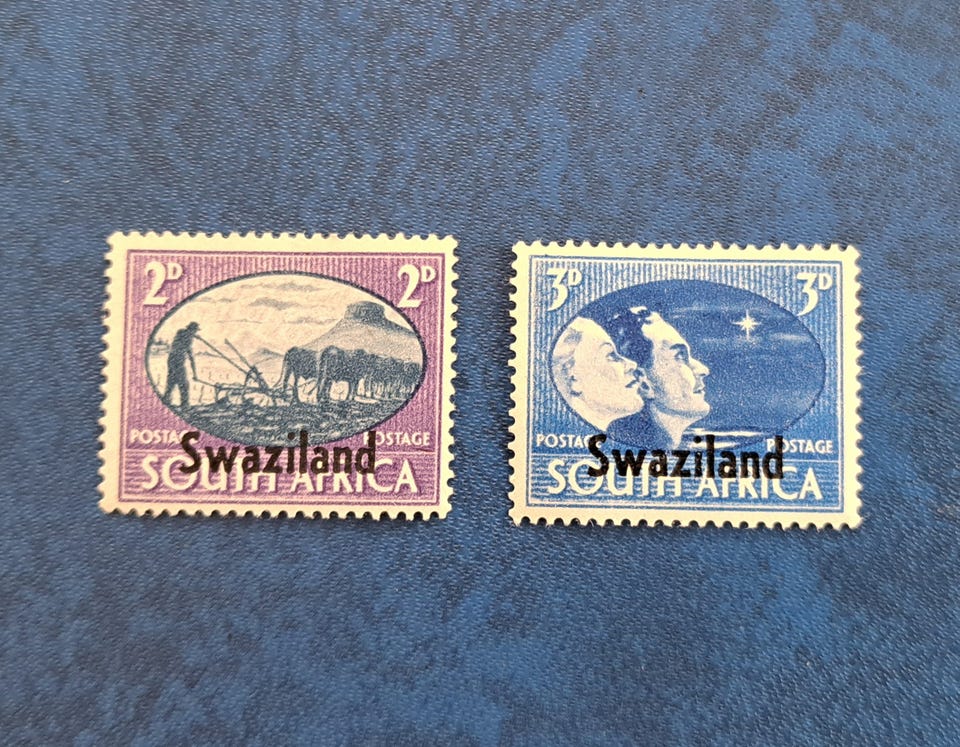 2D 2D
POSTAGE POSTAGE
Swaziland
SOUTH AFRICA
3D 3D
POSTAGE POSTAGE
Swaziland
SOUTH AFRICA